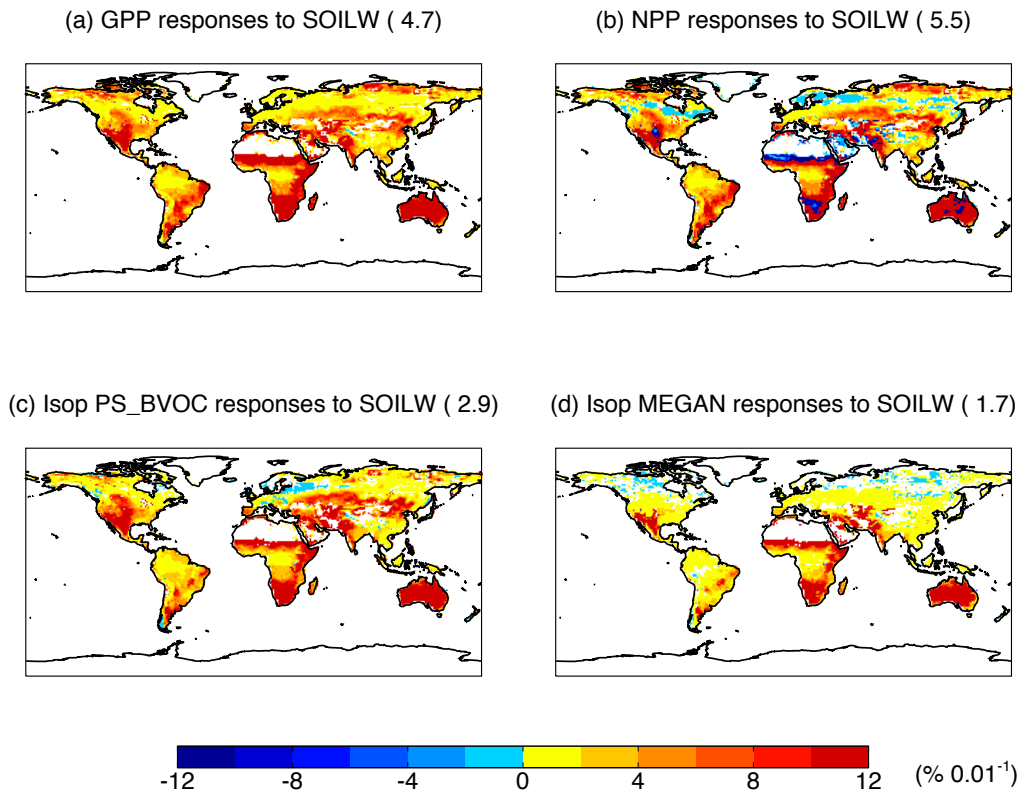 (a) GPP responses to SOILW ( 4.7)
(b) NPP responses to SOILW ( 5.5)
(c) Isop PS_BVOC responses to SOILW ( 2.9)
(d) Isop MEGAN responses to SOILW ( 1.7)
-12 -8 -4 0 4 8 12 (% 0.01⁻¹)